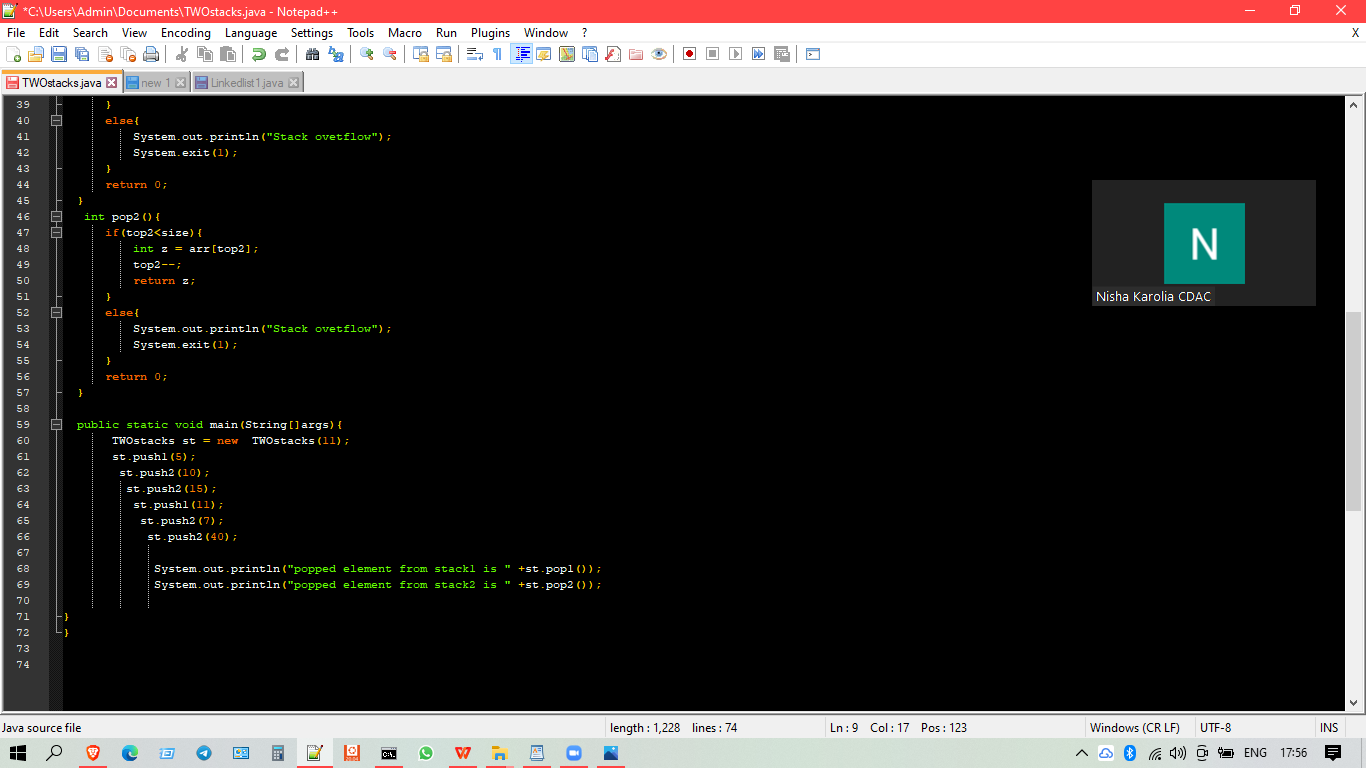 *C:\Users\Admin\Documents\TWOstacks.java - Notepad++
File Edit Search View Encoding Language Settings Tools Macro Run Plugins Window ? X
TWOstacks.java new 1 Linkedlist1.java
39 }
40 else{
41 System.out.println("Stack ovetflow");
42 System.exit(1);
43 }
44 return 0;
45 }
46 int pop2(){
47 if(top2<size){
48 int z = arr[top2];
49 top2--;
50 return z;
51 }
52 else{
53 System.out.println("Stack ovetflow");
54 System.exit(1);
55 }
56 return 0;
57 }
58
59 public static void main(String[]args){
60 TWOstacks st = new  TWOstacks(11);
61 st.push1(5);
62 st.push2(10);
63 st.push2(15);
64 st.push1(11);
65 st.push2(7);
66 st.push2(40);
67
68 System.out.println("popped element from stack1 is " +st.pop1());
69 System.out.println("popped element from stack2 is " +st.pop2());
70
71 }
72 }
73
74
N
Nisha Karolia CDAC
Java source file length : 1,228 lines : 74 Ln : 9 Col : 17 Pos : 123 Windows (CR LF) UTF-8 INS
ENG 17:56